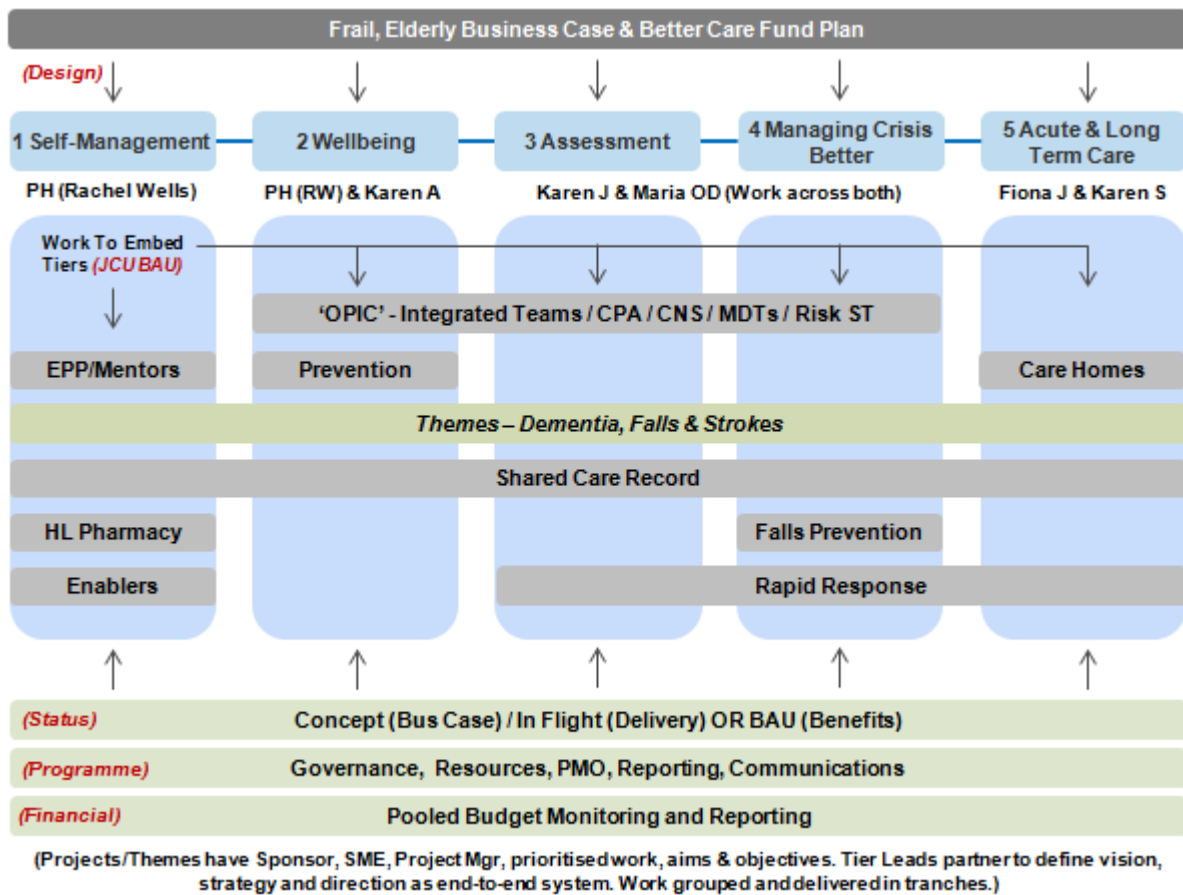 Frail, Elderly Business Case & Better Care Fund Plan
(Design)
1 Self-Management
2 Wellbeing
3 Assessment
4 Managing Crisis
Better
5 Acute & Long
Term Care
PH (Rachel Wells)
PH (RW) & Karen A
Karen J & Maria OD (Work across both)
Fiona J & Karen S
Work To Embed
Tiers (JCU BAU)
‘OPIC’ - Integrated Teams / CPA / CNS / MDTs / Risk ST
EPP/Mentors
Prevention
Care Homes
Themes – Dementia, Falls & Strokes
Shared Care Record
HL Pharmacy
Falls Prevention
Enablers
Rapid Response
(Status)
Concept (Bus Case) / In Flight (Delivery) OR BAU (Benefits)
(Programme)
Governance, Resources, PMO, Reporting, Communications
(Financial)
Pooled Budget Monitoring and Reporting
(Projects/Themes have Sponsor, SME, Project Mgr, prioritised work, aims & objectives. Tier Leads partner to define vision,
strategy and direction as end-to-end system. Work grouped and delivered in tranches.)